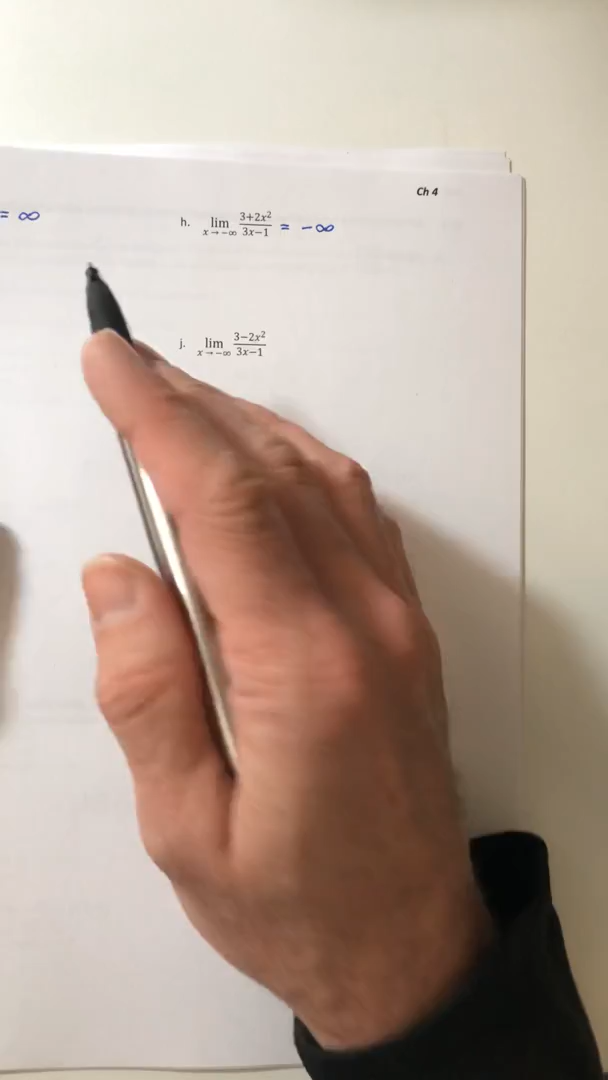 Ch 4
= ∞
h. lim x→−∞ 3+2x²/3x−1 = −∞
j. lim x→−∞ 3−2x²/3x−1